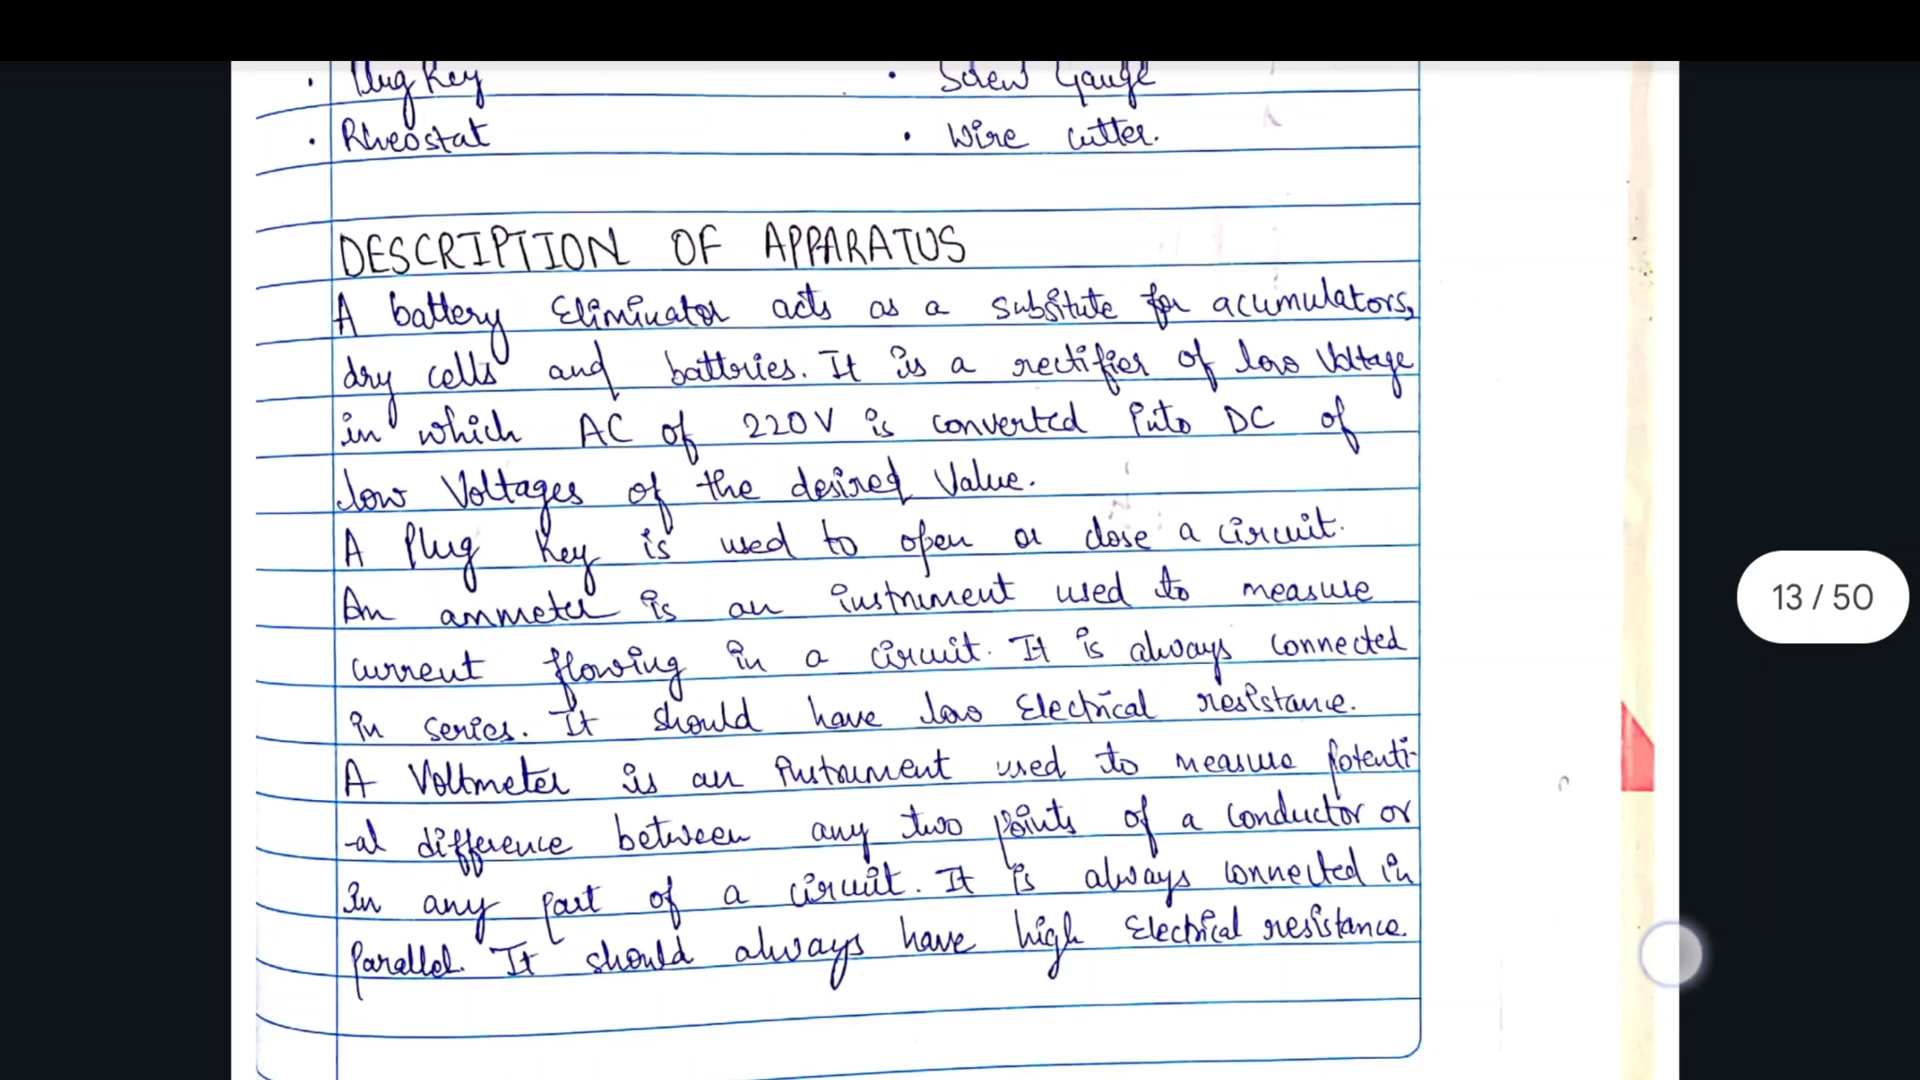 · Plug Key · Screw Gauge
· Rheostat · Wire cutter.
DESCRIPTION OF APPARATUS
A battery Eliminator acts as a subsitute for acumulators,
dry cells and battries. It is a rectifier of low Voltage
in which AC of 220V is converted into DC of
low Voltages of the desired Value.
A Plug Key is used to open or close a circuit.
An ammeter is an instrument used to measure
current flowing in a circuit. It is always connected
in series. It should have low Electrical resistance.
A Voltmeter is an instrument used to measure potenti-
-al difference between any two points of a conductor or
in any part of a circuit. It is always connected in
parallel. It should always have high Electrical resistance.
13 / 50